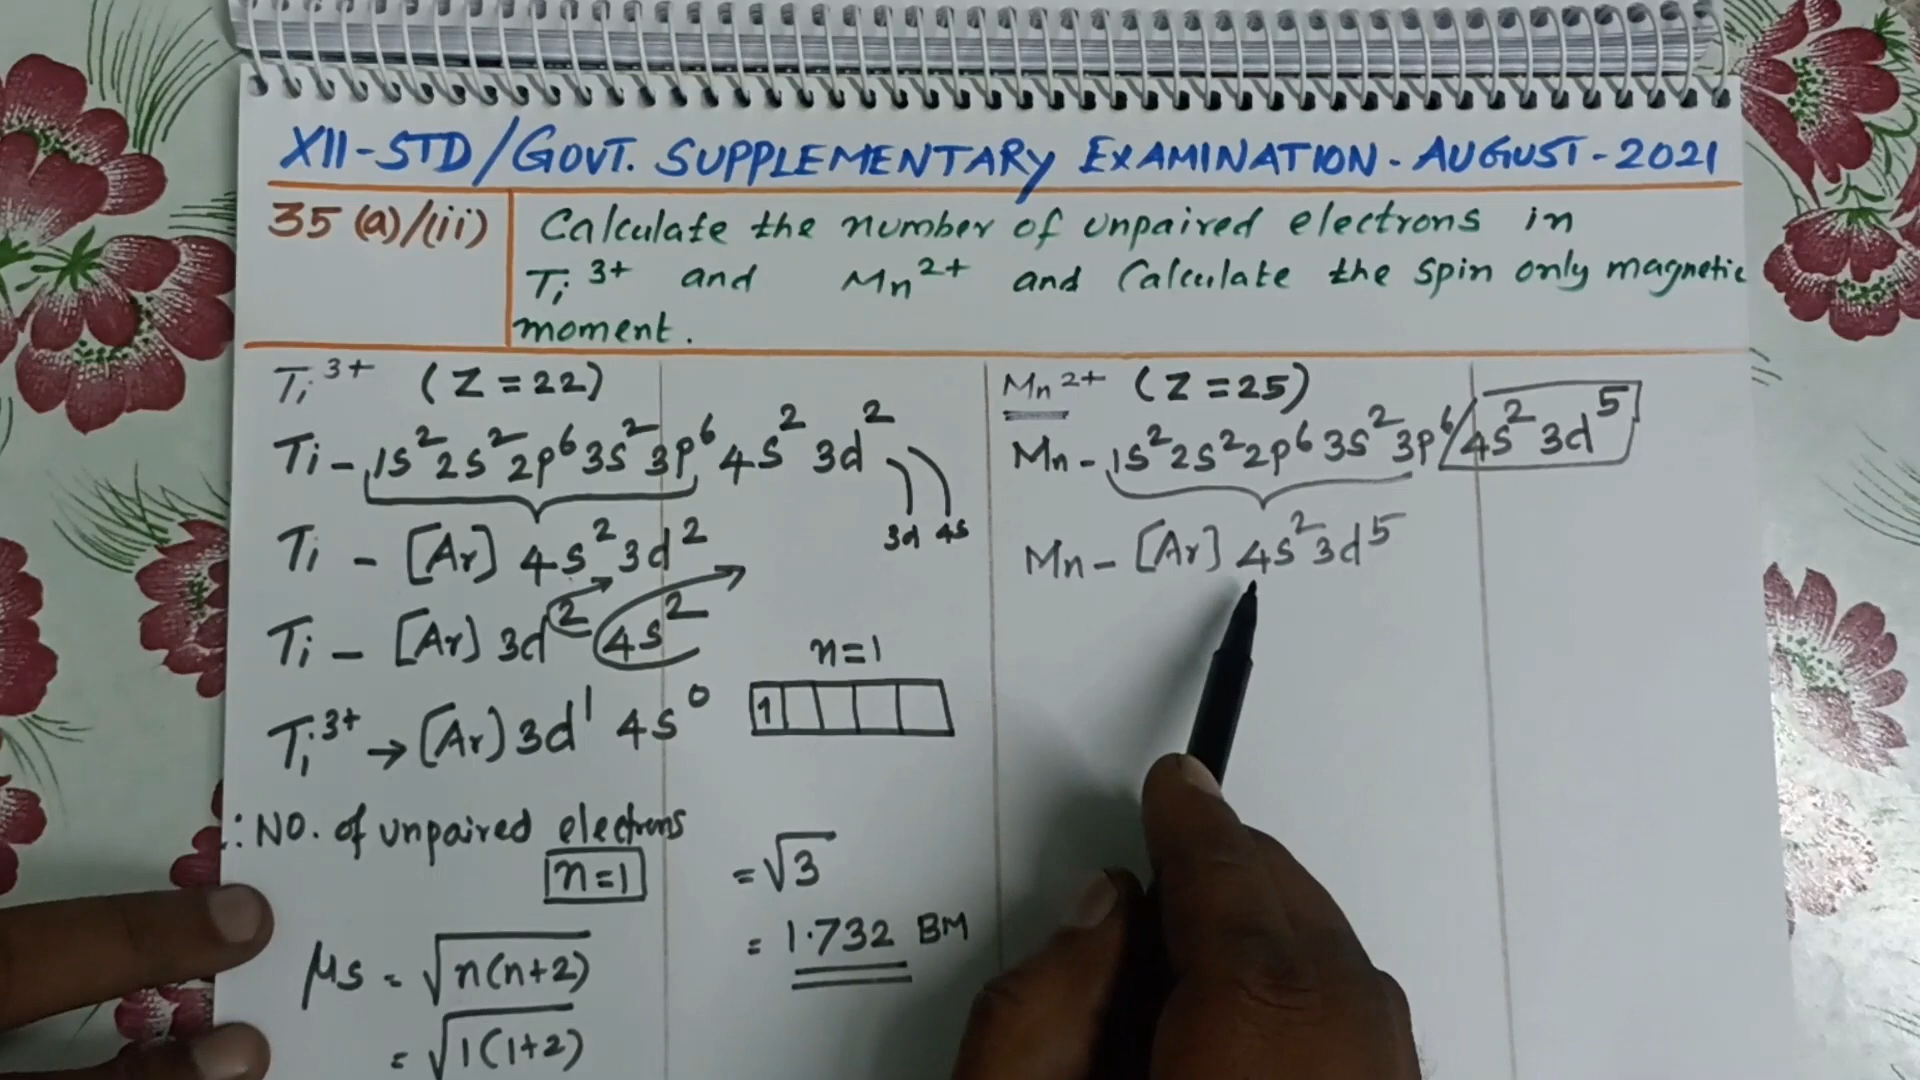 XII-STD/GOVT. SUPPLEMENTARY EXAMINATION - AUGUST - 2021
35 (a)/(ii)
Calculate the number of unpaired electrons in
Ti 3+ and Mn 2+ and Calculate the spin only magnetic
moment.
Ti 3+ (Z = 22)
Ti - 1s² 2s² 2p⁶ 3s² 3p⁶ 4s² 3d²
3d 4s
Ti - [Ar] 4s² 3d²
Ti - [Ar] 3d² 4s²
n=1
1
Ti³⁺ → [Ar] 3d¹ 4s⁰
∴ NO. of unpaired electrons
n=1
μs = √n(n+2)
= √1(1+2)
= √3
= 1.732 BM
Mn 2+ (Z = 25)
Mn - 1s² 2s² 2p⁶ 3s² 3p⁶ 4s² 3d⁵
Mn - [Ar] 4s² 3d⁵